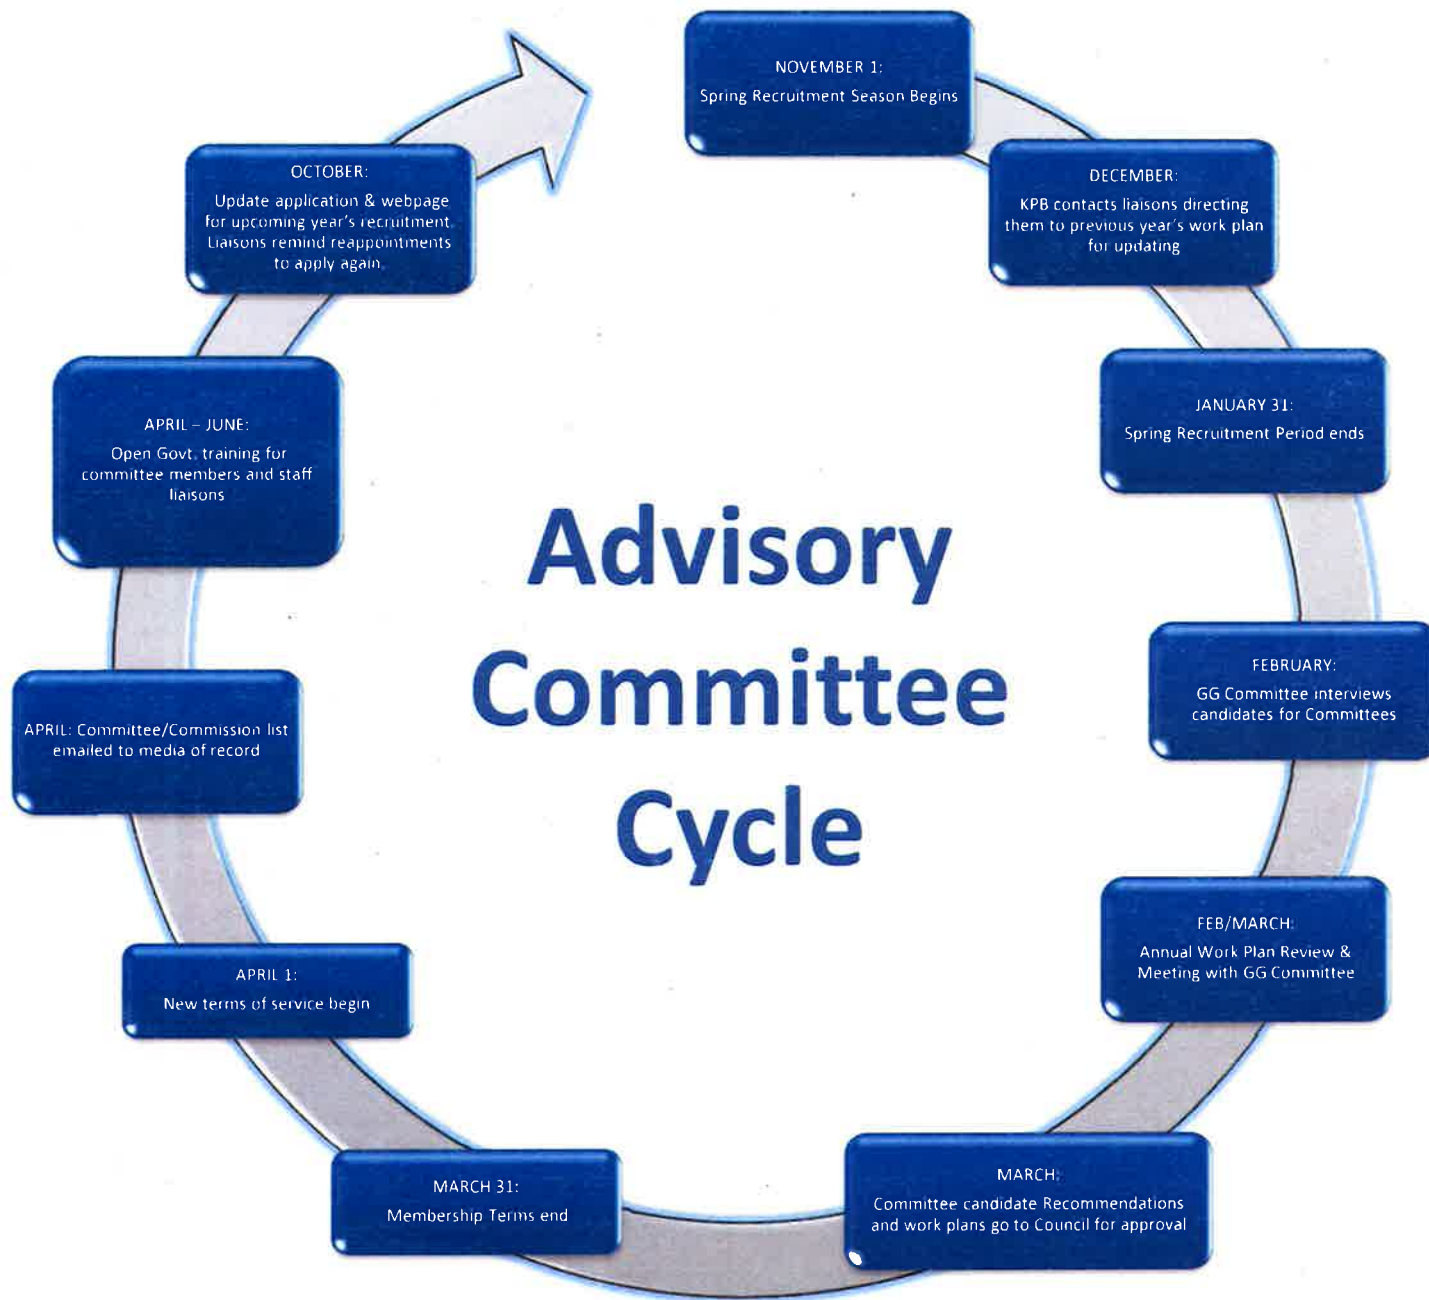 NOVEMBER 1:
Spring Recruitment Season Begins
DECEMBER:
KPB contacts liaisons directing
them to previous year's work plan
for updating
JANUARY 31:
Spring Recruitment Period ends
FEBRUARY:
GG Committee interviews
candidates for Committees
FEB/MARCH:
Annual Work Plan Review &
Meeting with GG Committee
MARCH:
Committee candidate Recommendations
and work plans go to Council for approval
MARCH 31:
Membership Terms end
APRIL 1:
New terms of service begin
APRIL: Committee/Commission list
emailed to media of record
APRIL – JUNE:
Open Govt. training for
committee members and staff
liaisons
OCTOBER:
Update application & webpage
for upcoming year's recruitment.
Liaisons remind reappointments
to apply again.
Advisory
Committee
Cycle